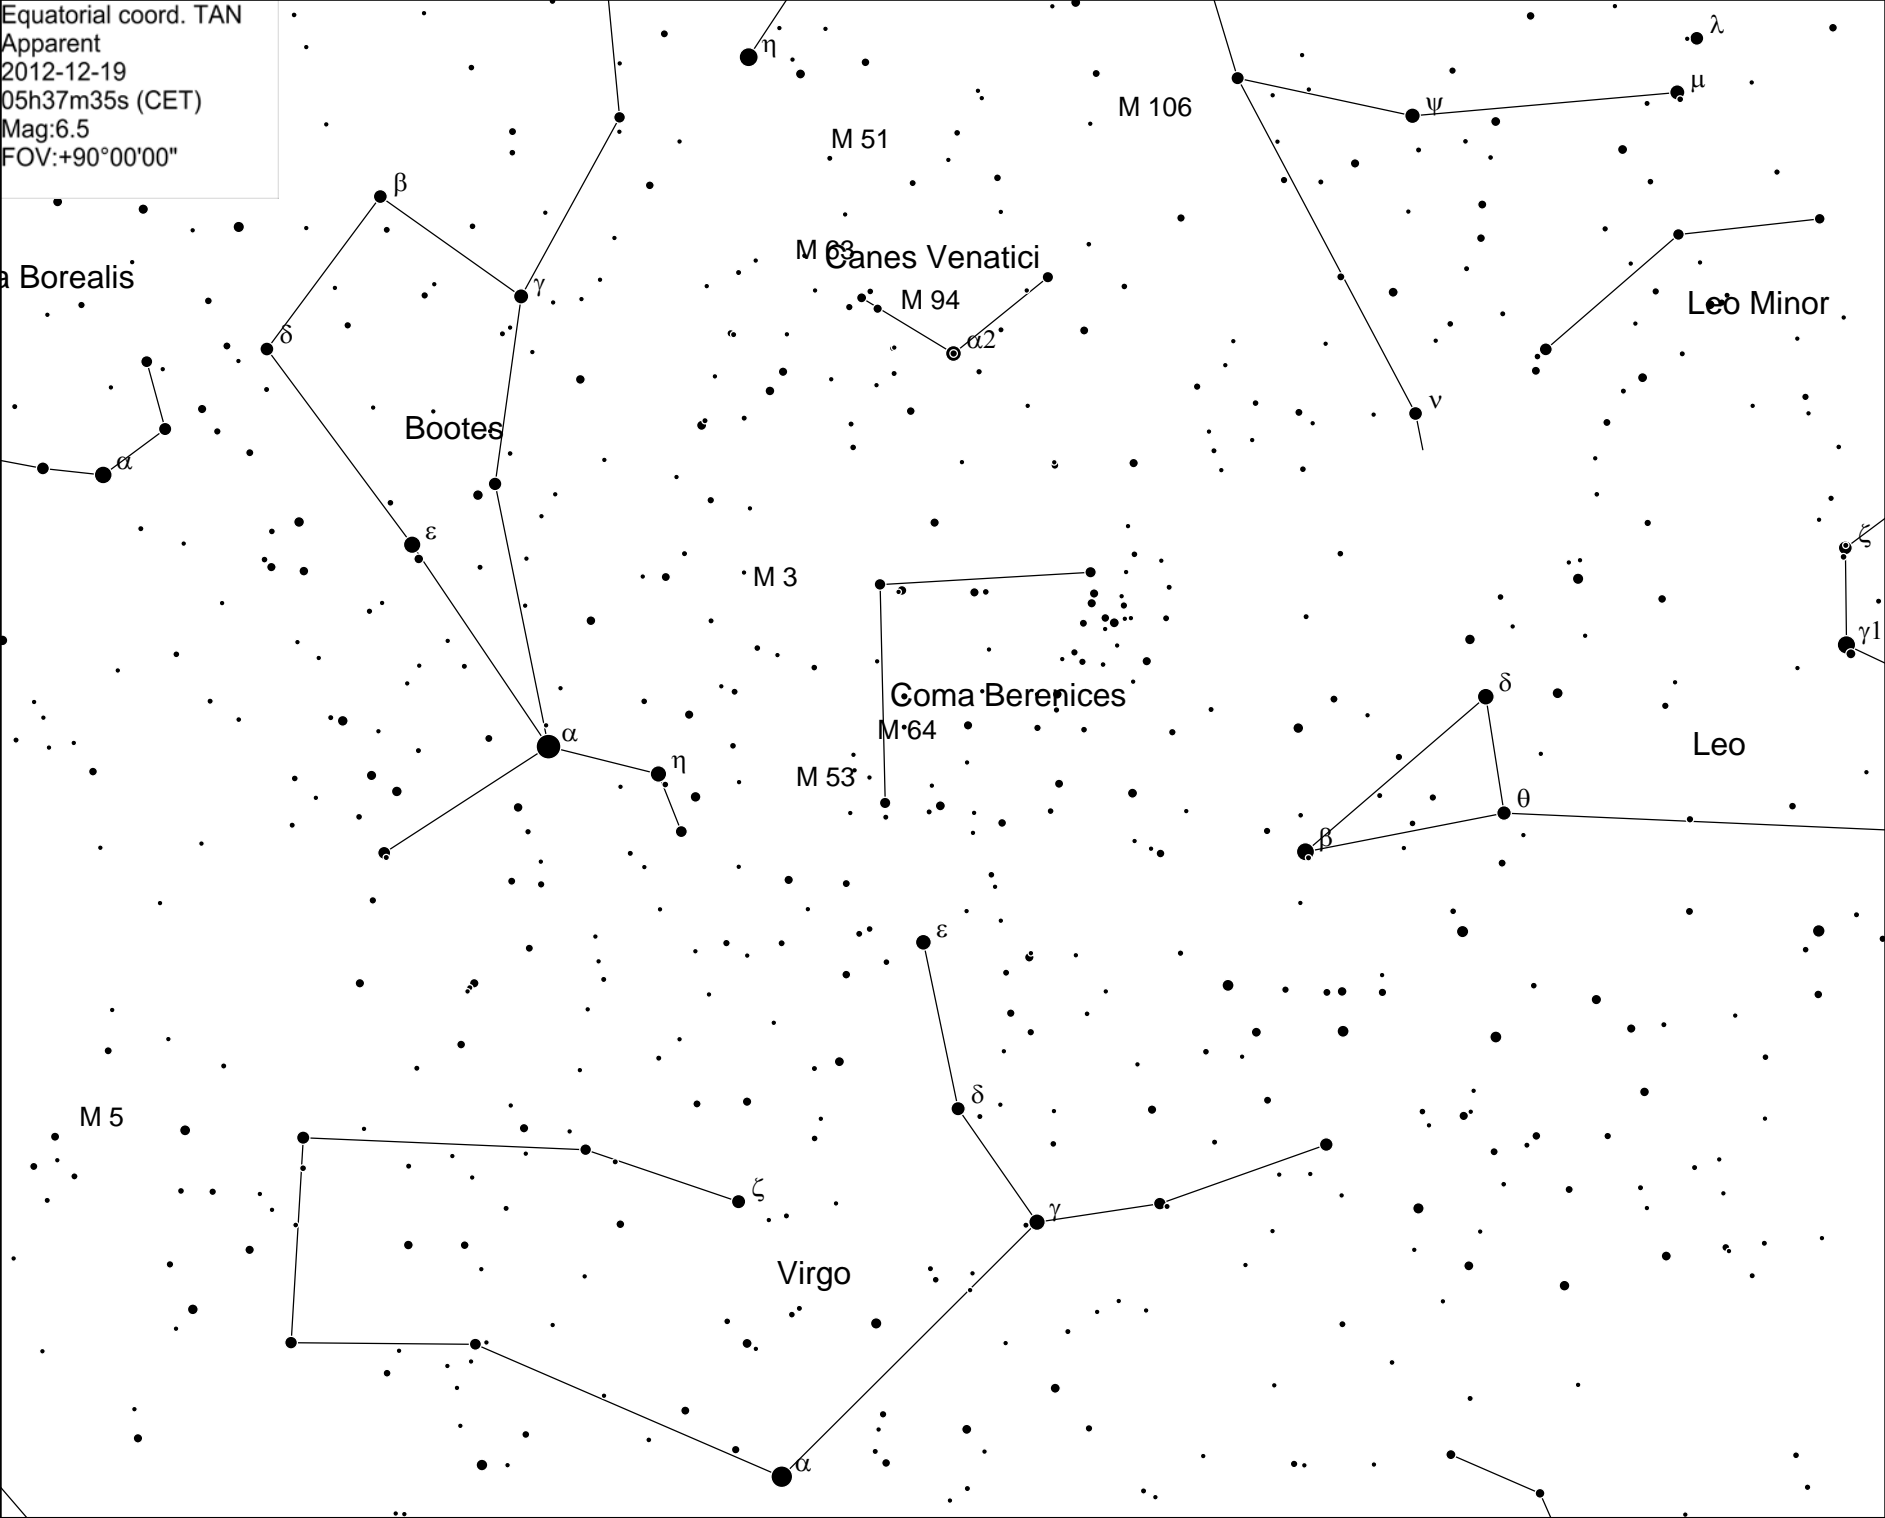 Equatorial coord. TAN
Apparent
2012-12-19
05h37m35s (CET)
Mag:6.5
FOV:+90°00'00"
η
λ
μ
M 106
ψ
M 51
β
M 63
Canes Venatici
a Borealis
γ
M 94
Leo Minor
δ
α2
ν
Bootes
α
ε
ζ
M 3
γ1
δ
Coma Berenices
M 64
α
Leo
η
M 53
θ
β
ε
δ
M 5
ζ
γ
Virgo
α